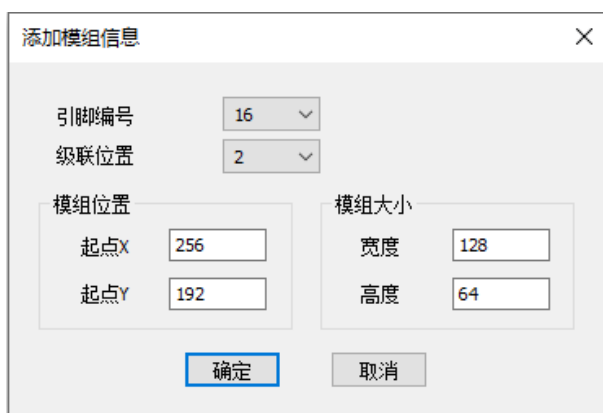 添加模组信息
引脚编号 16
级联位置 2
模组位置 模组大小
起点X 256 宽度 128
起点Y 192 高度 64
确定 取消